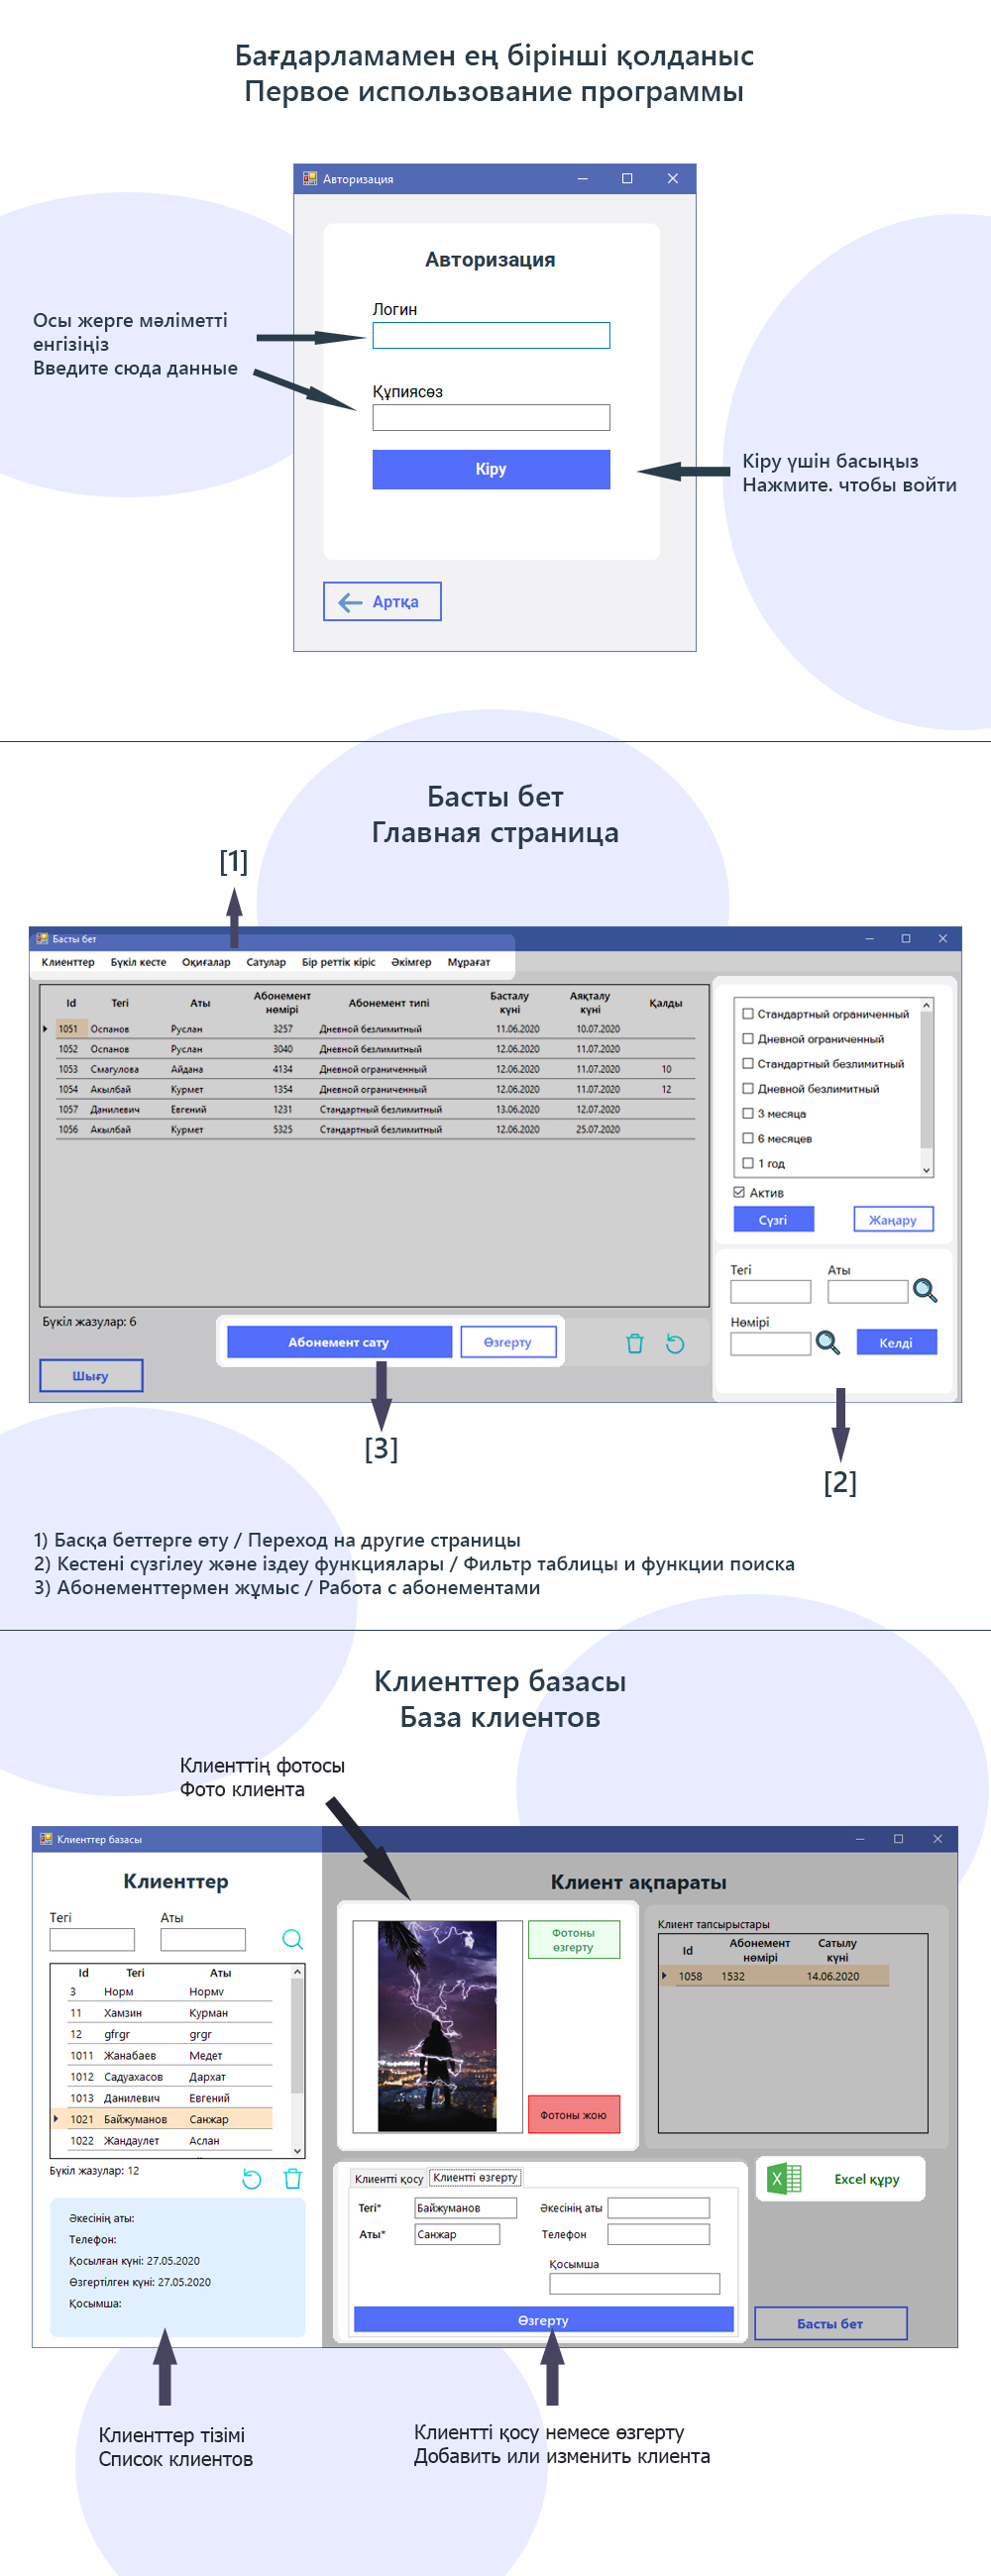 Бағдарламамен ең бірінші қолданыс
Первое использование программы
Авторизация
Авторизация
Логин
Осы жерге мәліметті
енгізіңіз
Введите сюда данные
Құпиясөз
Кіру
Кіру үшін басыңыз
Нажмите. чтобы войти
Артқа
Басты бет
Главная страница
[1]
Басты бет
Клиенттер Бүкіл кесте Оқиғалар Сатулар Бір реттік кіріс Әкімгер Мұрағат
Id Тегі Аты Абонемент нөмірі Абонемент типі Басталу күні Аяқталу күні Қалды
1051 Оспанов Руслан 3257 Дневной безлимитный 11.06.2020 10.07.2020
1052 Оспанов Руслан 3040 Дневной безлимитный 12.06.2020 11.07.2020
1053 Смагулова Айдана 4134 Дневной ограниченный 12.06.2020 11.07.2020 10
1054 Акылбай Курмет 1354 Дневной ограниченный 12.06.2020 11.07.2020 12
1057 Данилевич Евгений 1231 Стандартный безлимитный 13.06.2020 12.07.2020
1056 Акылбай Курмет 5325 Стандартный безлимитный 12.06.2020 25.07.2020
Стандартный ограниченный
Дневной ограниченный
Стандартный безлимитный
Дневной безлимитный
3 месяца
6 месяцев
1 год
Актив
Сүзгі Жаңару
Тегі Аты
Нөмірі
Келді
Бүкіл жазулар: 6
Абонемент сату Өзгерту
Шығу
[3]
[2]
1) Басқа беттерге өту / Переход на другие страницы
2) Кестені сүзгілеу және іздеу функциялары / Фильтр таблицы и функции поиска
3) Абонементтермен жұмыс / Работа с абонементами
Клиенттер базасы
База клиентов
Клиенттің фотосы
Фото клиента
Клиенттер базасы
Клиенттер
Тегі Аты
Id Тегі Аты
3 Норм Нормv
11 Хамзин Курман
12 gfrgr grgr
1011 Жанабаев Медет
1012 Садуахасов Дархат
1013 Данилевич Евгений
1021 Байжуманов Санжар
1022 Жандаулет Аслан
Бүкіл жазулар: 12
Әкесінің аты:
Телефон:
Қосылған күні: 27.05.2020
Өзгертілген күні: 27.05.2020
Қосымша:
Клиент ақпараты
Фотоны
өзгерту
Фотоны жою
Клиент тапсырыстары
Id Абонемент нөмірі Сатылу күні
1058 1532 14.06.2020
Клиентті қосу Клиентті өзгерту
Тегі* Байжуманов Әкесінің аты
Аты* Санжар Телефон
Қосымша
Өзгерту
Excel құру
Басты бет
Клиенттер тізімі
Список клиентов
Клиентті қосу немесе өзгерту
Добавить или изменить клиента